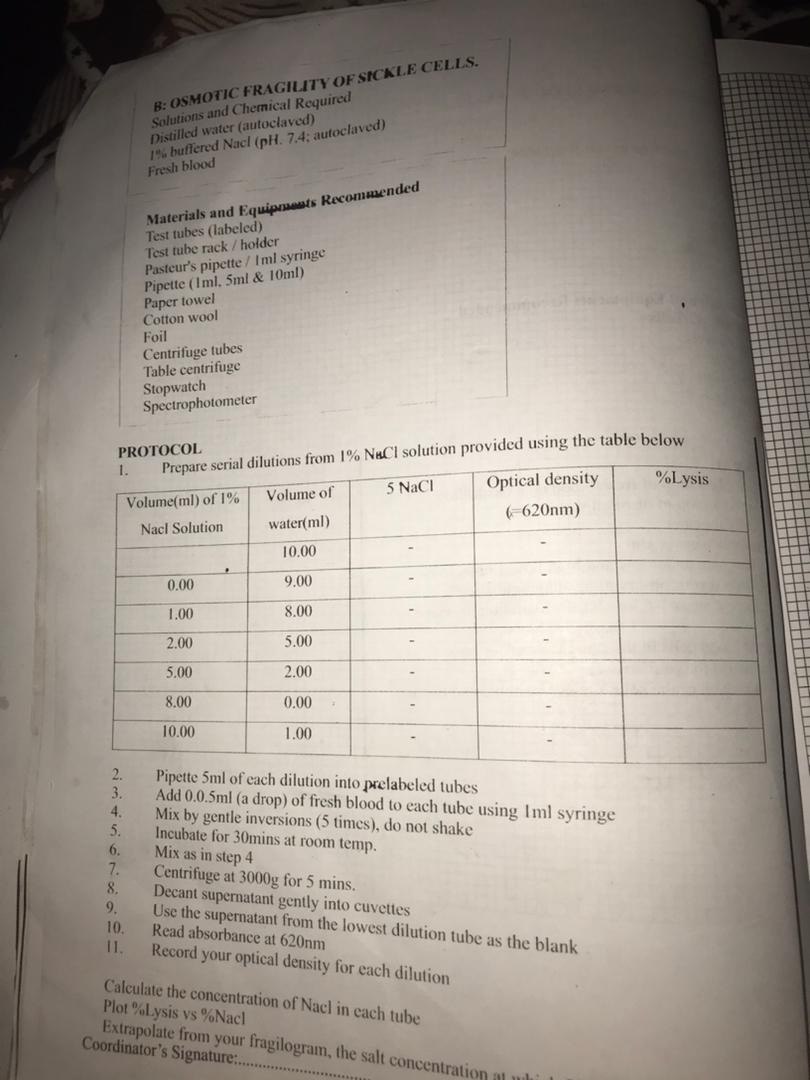 B: OSMOTIC FRAGILITY OF SICKLE CELLS.
Solutions and Chemical Required
Distilled water (autoclaved)
1% buffered Nacl (pH. 7.4; autoclaved)
Fresh blood
Materials and Equipments Recommended
Test tubes (labeled)
Test tube rack / holder
Pasteur's pipette / 1ml syringe
Pipette (1ml, 5ml & 10ml)
Paper towel
Cotton wool
Foil
Centrifuge tubes
Table centrifuge
Stopwatch
Spectrophotometer
PROTOCOL
1. Prepare serial dilutions from 1% NaCl solution provided using the table below
Volume(ml) of 1% Nacl Solution | Volume of water(ml) | 5 NaCl | Optical density (=620nm) | %Lysis
10.00 - -
0.00 9.00 - -
1.00 8.00 - -
2.00 5.00 - -
5.00 2.00 - -
8.00 0.00 - -
10.00 1.00 - -
2. Pipette 5ml of each dilution into prelabeled tubes
3. Add 0.0.5ml (a drop) of fresh blood to each tube using 1ml syringe
4. Mix by gentle inversions (5 times), do not shake
5. Incubate for 30mins at room temp.
6. Mix as in step 4
7. Centrifuge at 3000g for 5 mins.
8. Decant supernatant gently into cuvettes
9. Use the supernatant from the lowest dilution tube as the blank
10. Read absorbance at 620nm
11. Record your optical density for each dilution
Calculate the concentration of Nacl in each tube
Plot %Lysis vs %Nacl
Extrapolate from your fragilogram, the salt concentration at
Coordinator's Signature:..................